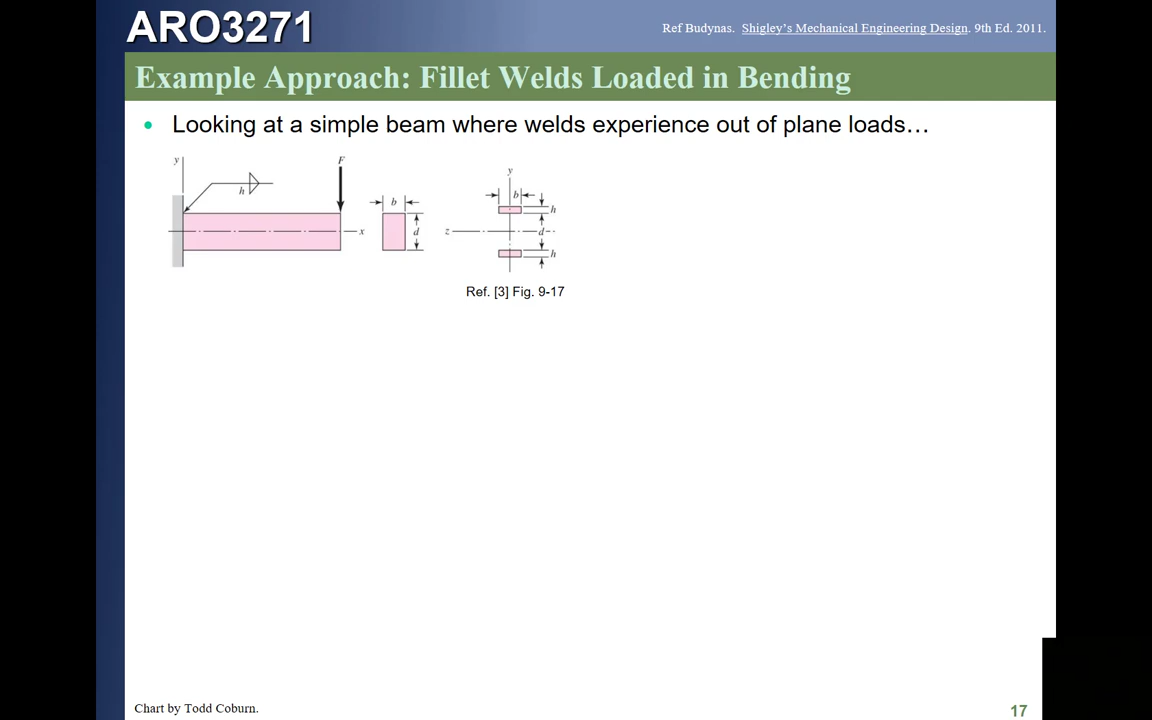 ARO3271
Ref Budynas. Shigley's Mechanical Engineering Design. 9th Ed. 2011.
Example Approach: Fillet Welds Loaded in Bending
• Looking at a simple beam where welds experience out of plane loads…
y
F
h
b
d
x
y
b
h
z
d
h
Ref. [3] Fig. 9-17
Chart by Todd Coburn.
17